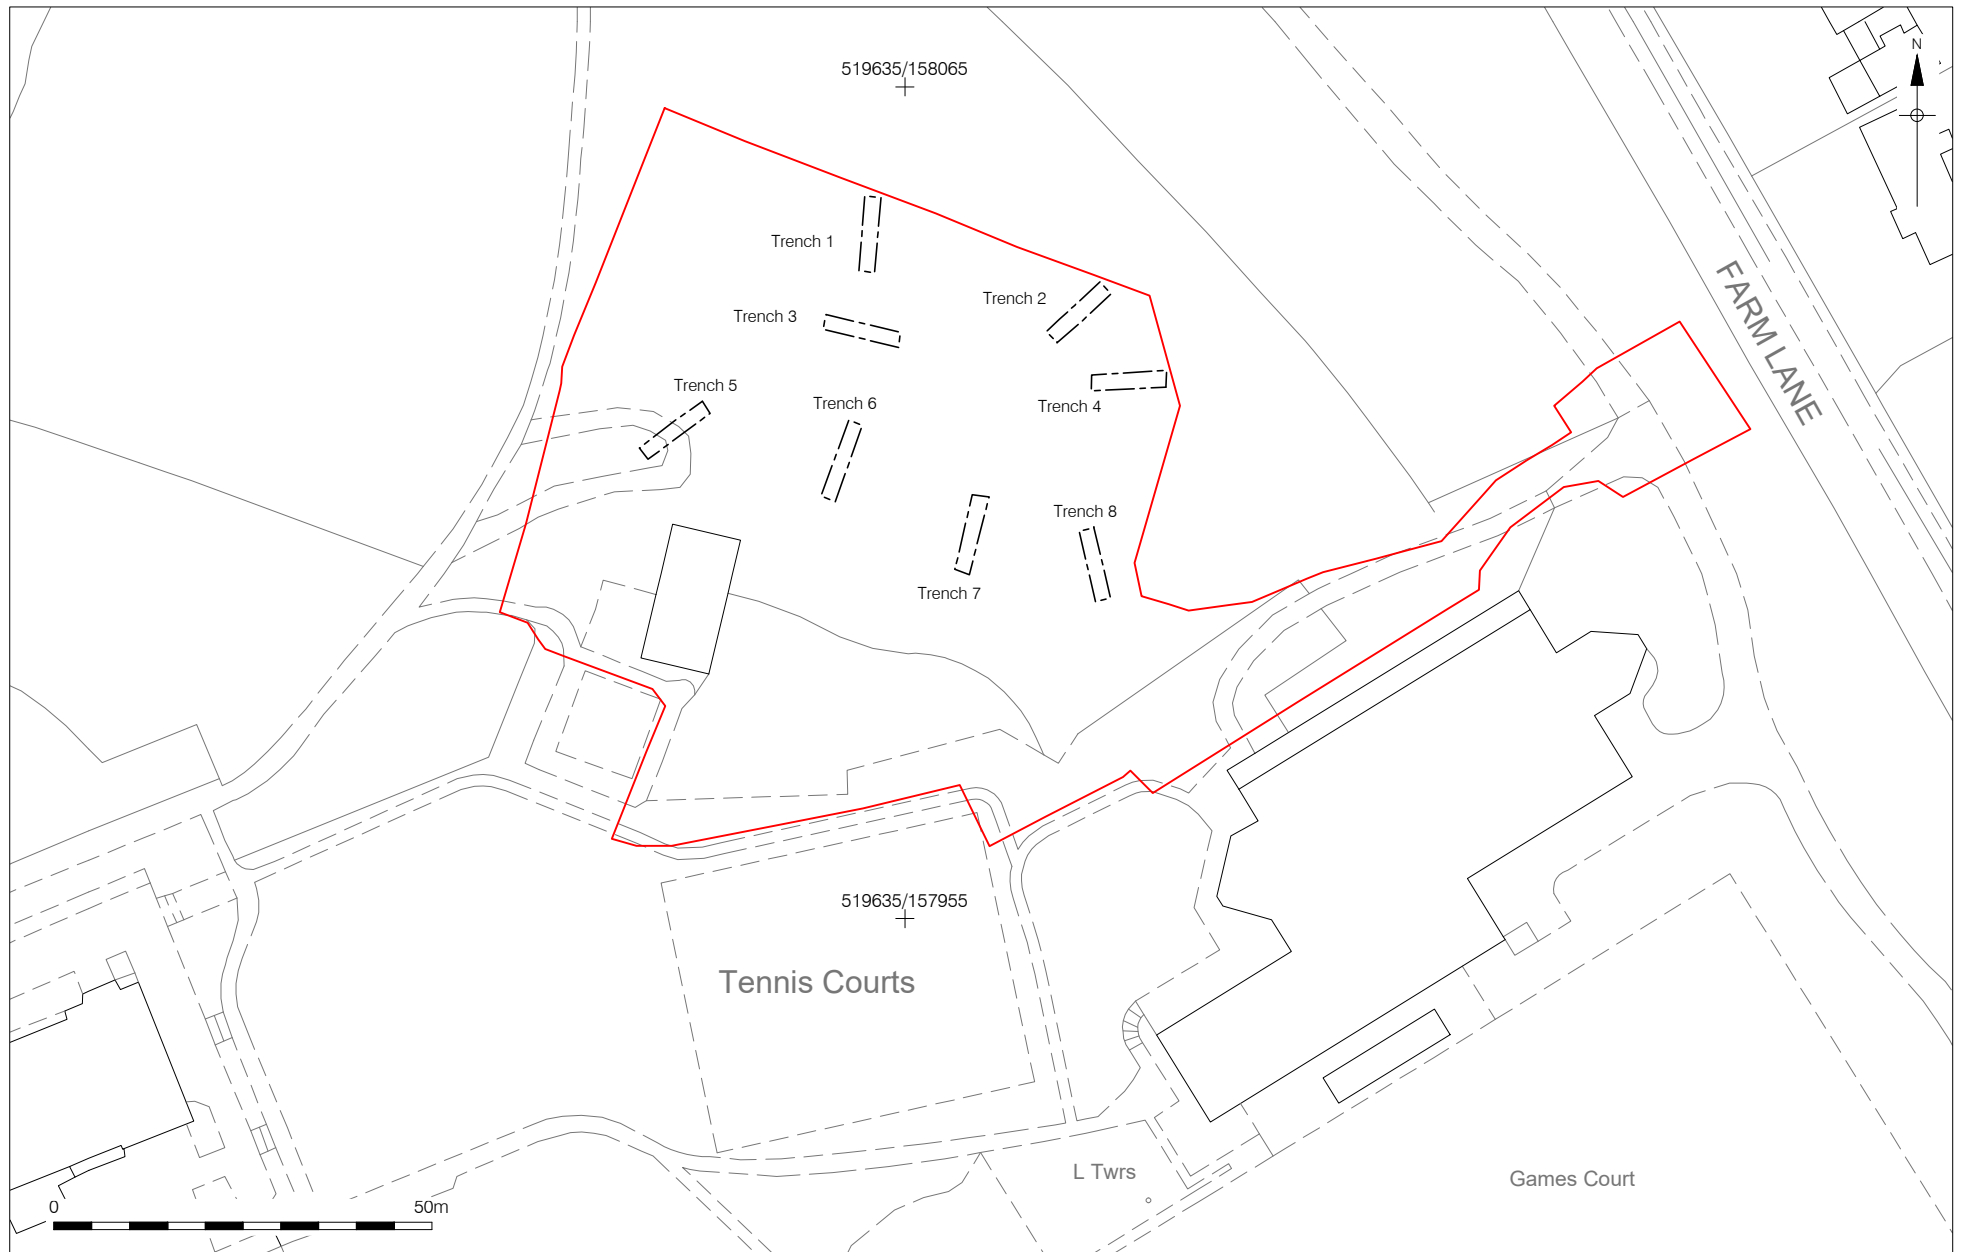 N
519635/158065
Trench 1
Trench 2
Trench 3
FARM LANE
Trench 5
Trench 6
Trench 4
Trench 8
Trench 7
519635/157955
Tennis Courts
L Twrs
Games Court
0
50m